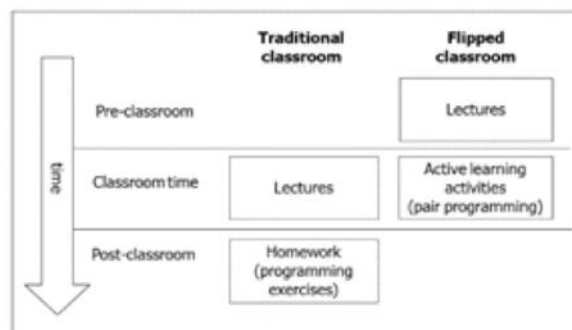 Traditional
classroom
Flipped
classroom
Pre-classroom
Lectures
time
Classroom time
Lectures
Active learning
activities
(pair programming)
Post-classroom
Homework
(programming
exercises)